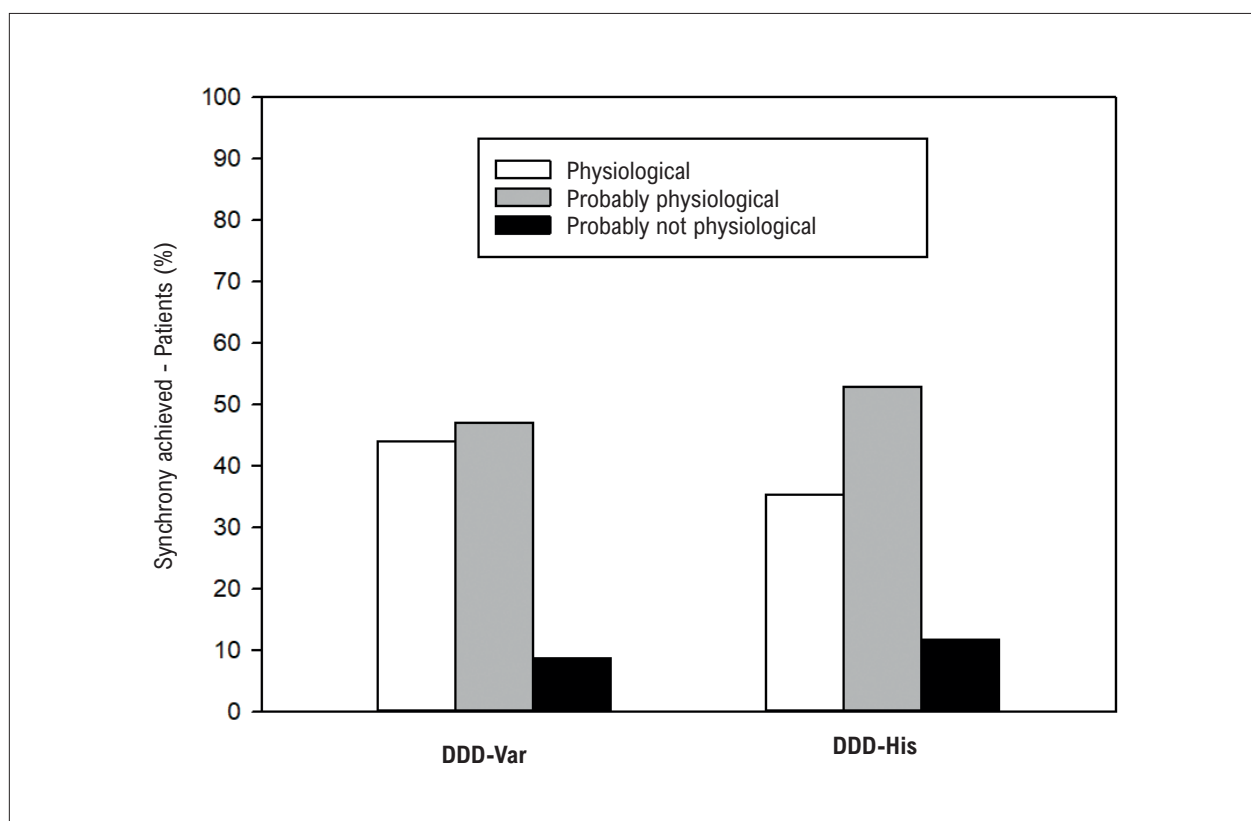 100
90
80
70
60
50
40
30
20
10
0
Synchrony achieved - Patients (%)
Physiological
Probably physiological
Probably not physiological
DDD-Var
DDD-His